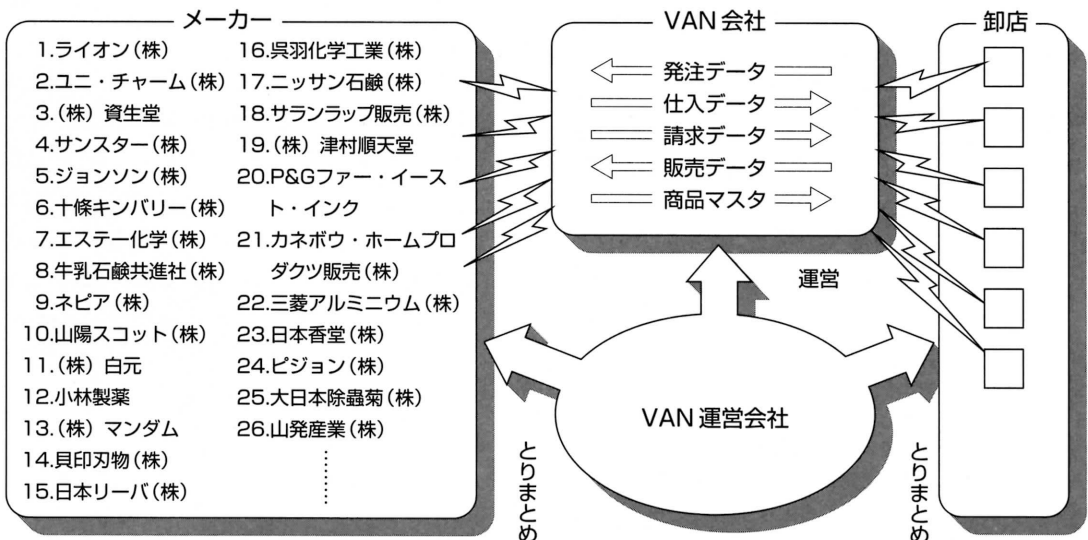 メーカー
1.ライオン(株)
2.ユニ・チャーム(株)
3.(株) 資生堂
4.サンスター(株)
5.ジョンソン(株)
6.十條キンバリー(株)
7.エステー化学(株)
8.牛乳石鹸共進社(株)
9.ネピア(株)
10.山陽スコット(株)
11.(株) 白元
12.小林製薬
13.(株) マンダム
14.貝印刃物(株)
15.日本リーバ(株)
16.呉羽化学工業(株)
17.ニッサン石鹸(株)
18.サランラップ販売(株)
19.(株) 津村順天堂
20.P&Gファー・イース
ト・インク
21.カネボウ・ホームプロ
ダクツ販売(株)
22.三菱アルミニウム(株)
23.日本香堂(株)
24.ピジョン(株)
25.大日本除蟲菊(株)
26.山発産業(株)
VAN 会社
発注データ
仕入データ
請求データ
販売データ
商品マスタ
卸店
運営
VAN 運営会社
とりまとめ
とりまとめ